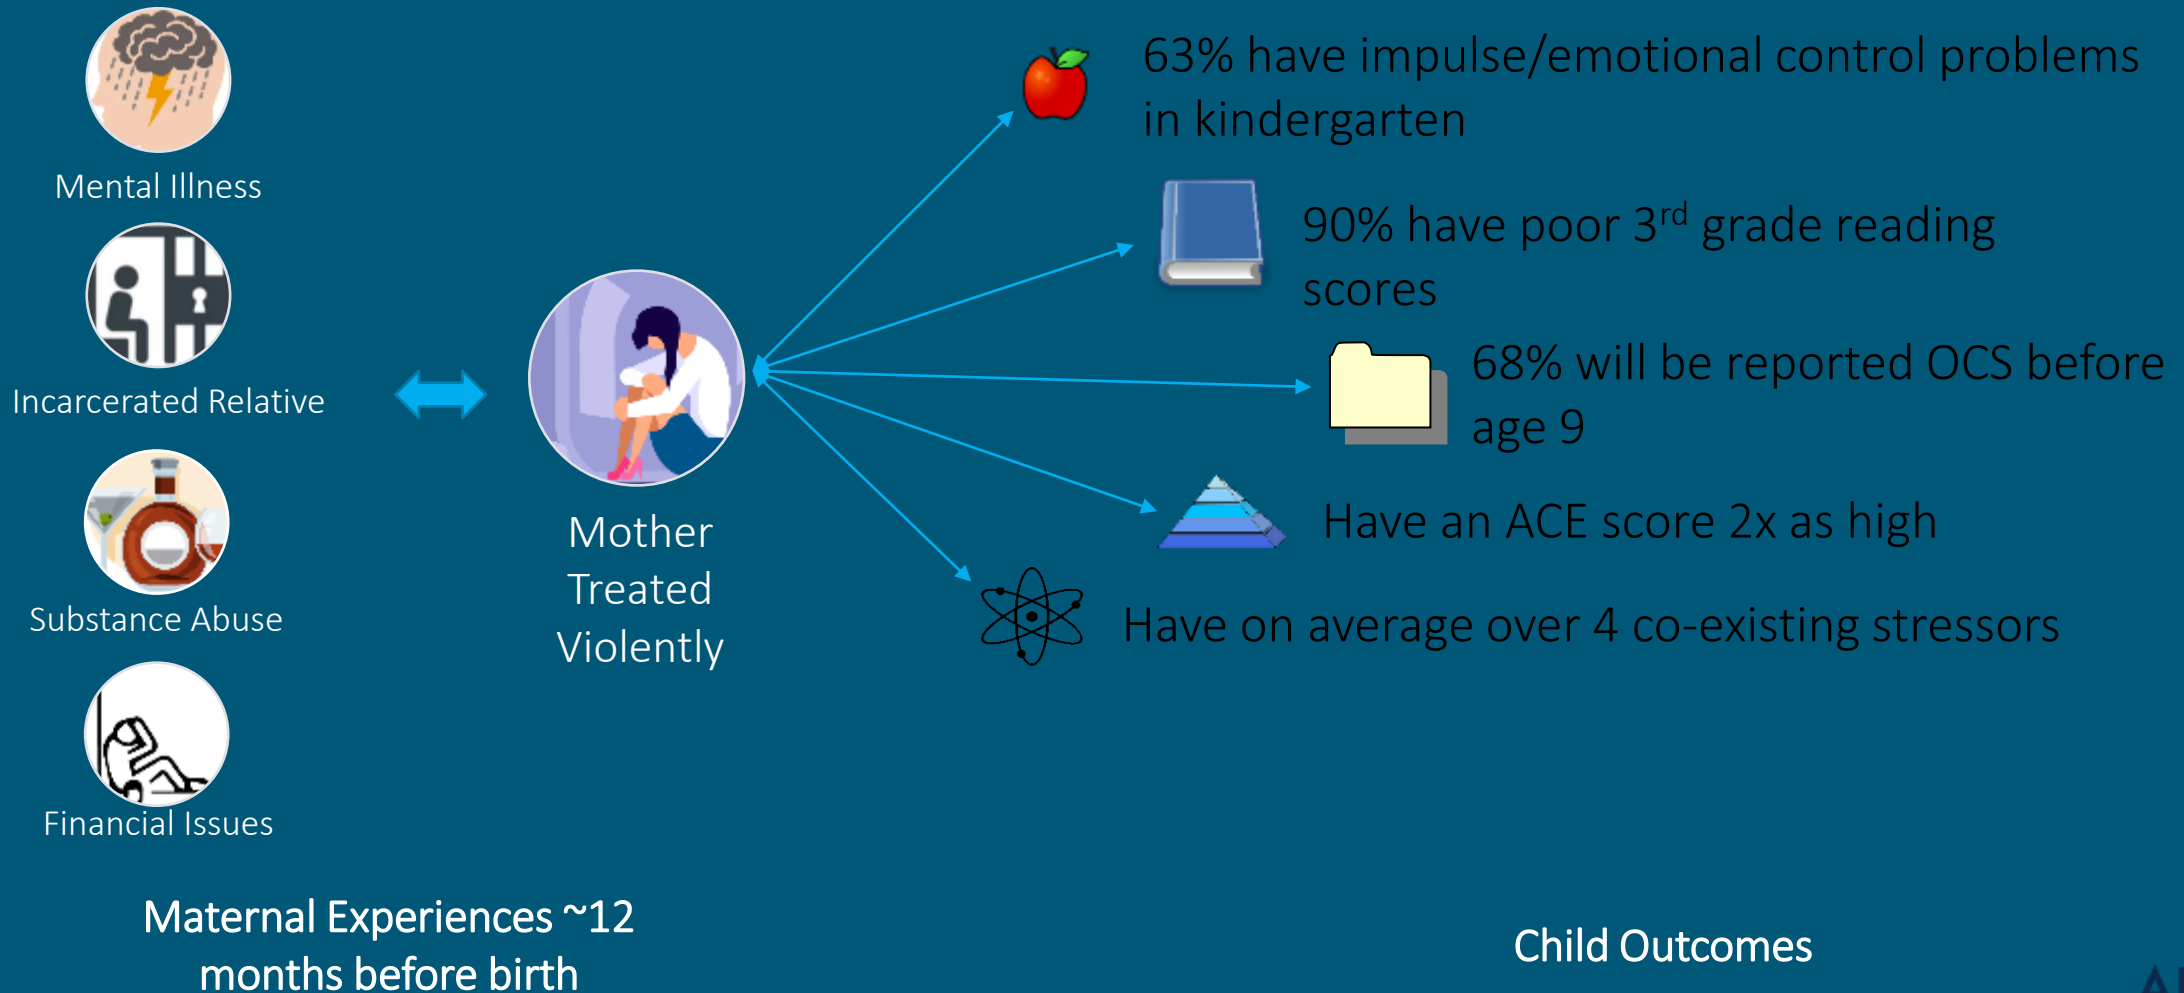 Mental Illness
Incarcerated Relative
Substance Abuse
Financial Issues
Maternal Experiences ~12
months before birth
Mother
Treated
Violently
63% have impulse/emotional control problems
in kindergarten
90% have poor 3rd grade reading
scores
68% will be reported OCS before
age 9
Have an ACE score 2x as high
Have on average over 4 co-existing stressors
Child Outcomes